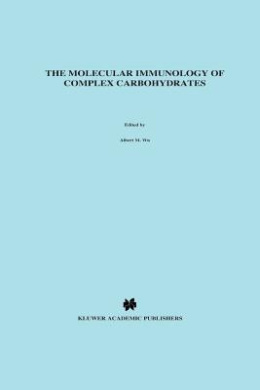 THE MOLECULAR IMMUNOLOGY OF
COMPLEX CARBOHYDRATES
Edited by
Albert M. Wu
KLUWER ACADEMIC PUBLISHERS